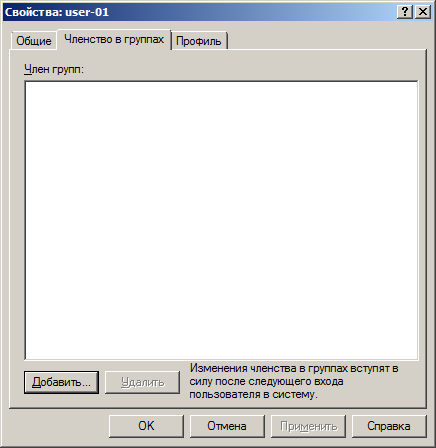 Свойства: user-01
Общие Членство в группах Профиль
Член групп:
Добавить... Удалить
Изменения членства в группах вступят в
силу после следующего входа
пользователя в систему.
OK Отмена Применить Справка